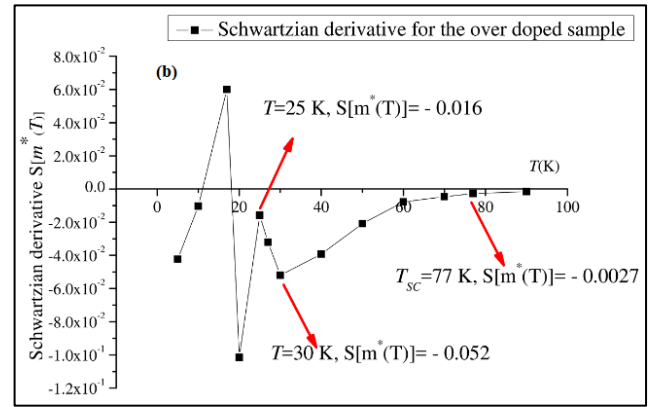 Schwartzian derivative for the over doped sample
(b)
8.0x10⁻²
6.0x10⁻²
4.0x10⁻²
2.0x10⁻²
0.0
-2.0x10⁻²
-4.0x10⁻²
-6.0x10⁻²
-8.0x10⁻²
-1.0x10⁻¹
-1.2x10⁻¹
Schwartzian derivative S[m*(T)]
T=25 K, S[m*(T)]= - 0.016
T(K)
0 20 40 60 80 100
T_SC=77 K, S[m*(T)]= - 0.0027
T=30 K, S[m*(T)]= - 0.052